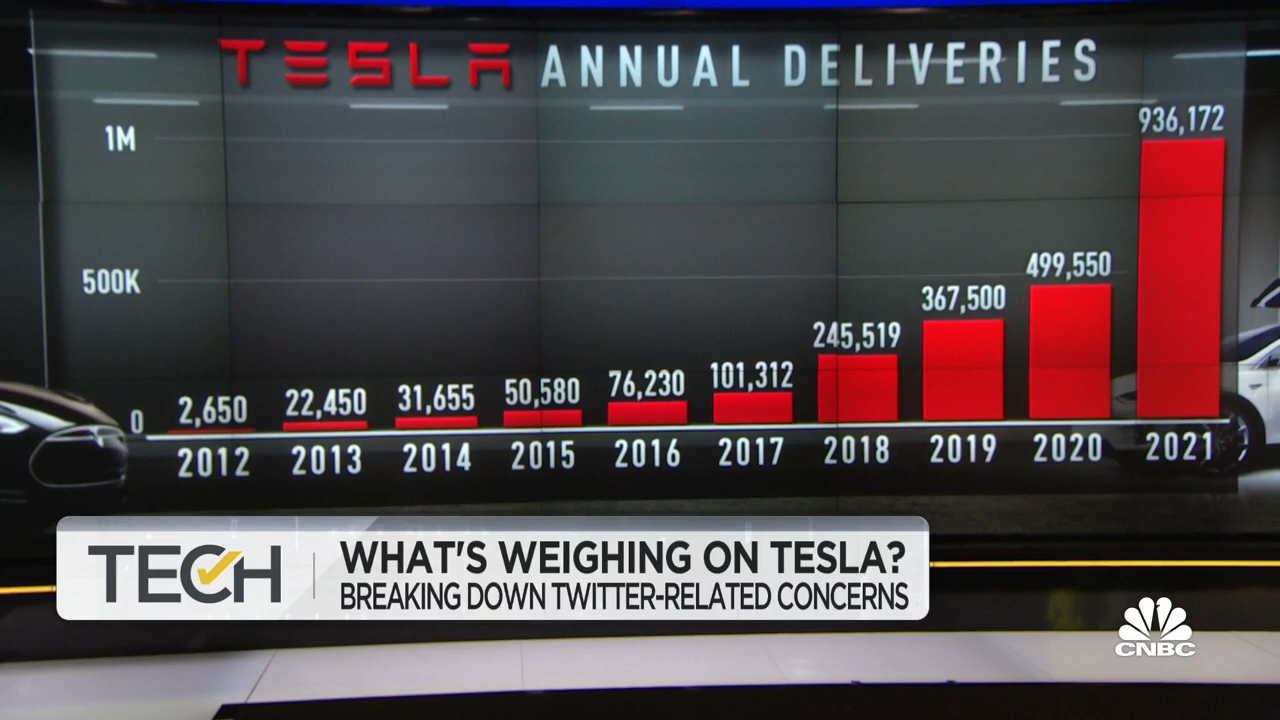 TESLA ANNUAL DELIVERIES
1M
500K
0
2,650
22,450
31,655
50,580
76,230
101,312
245,519
367,500
499,550
936,172
2012 2013 2014 2015 2016 2017 2018 2019 2020 2021
TECH
WHAT'S WEIGHING ON TESLA?
BREAKING DOWN TWITTER-RELATED CONCERNS
CNBC